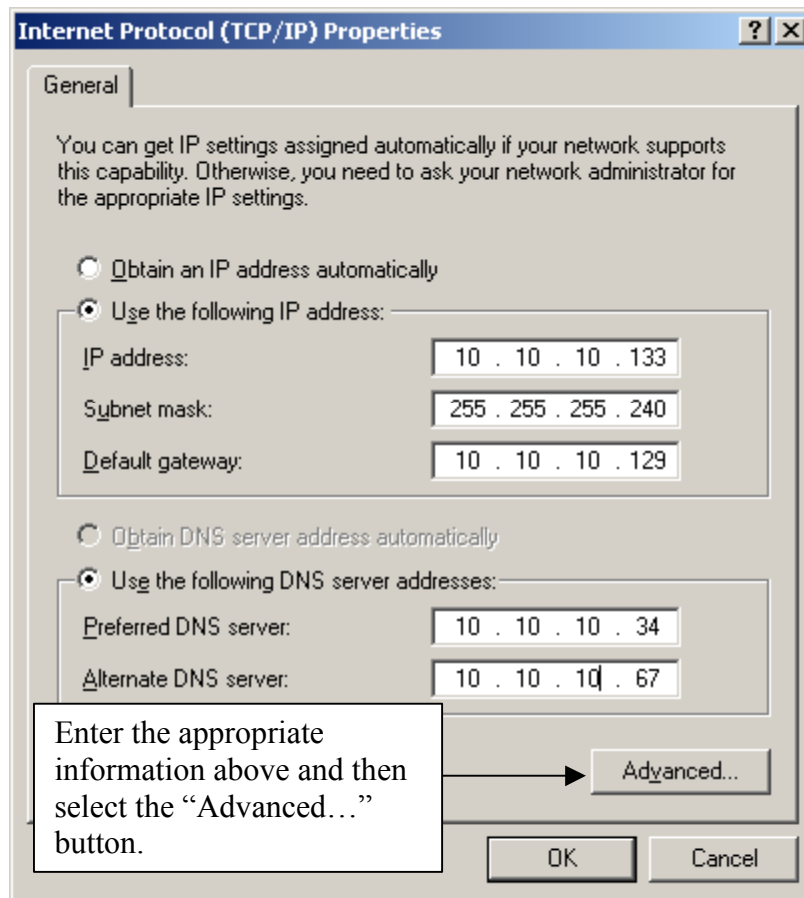 Internet Protocol (TCP/IP) Properties
General
You can get IP settings assigned automatically if your network supports
this capability. Otherwise, you need to ask your network administrator for
the appropriate IP settings.
Obtain an IP address automatically
Use the following IP address:
IP address: 10 . 10 . 10 . 133
Subnet mask: 255 . 255 . 255 . 240
Default gateway: 10 . 10 . 10 . 129
Obtain DNS server address automatically
Use the following DNS server addresses:
Preferred DNS server: 10 . 10 . 10 . 34
Alternate DNS server: 10 . 10 . 10 . 67
Enter the appropriate
information above and then
select the “Advanced…”
button.
Advanced...
OK Cancel